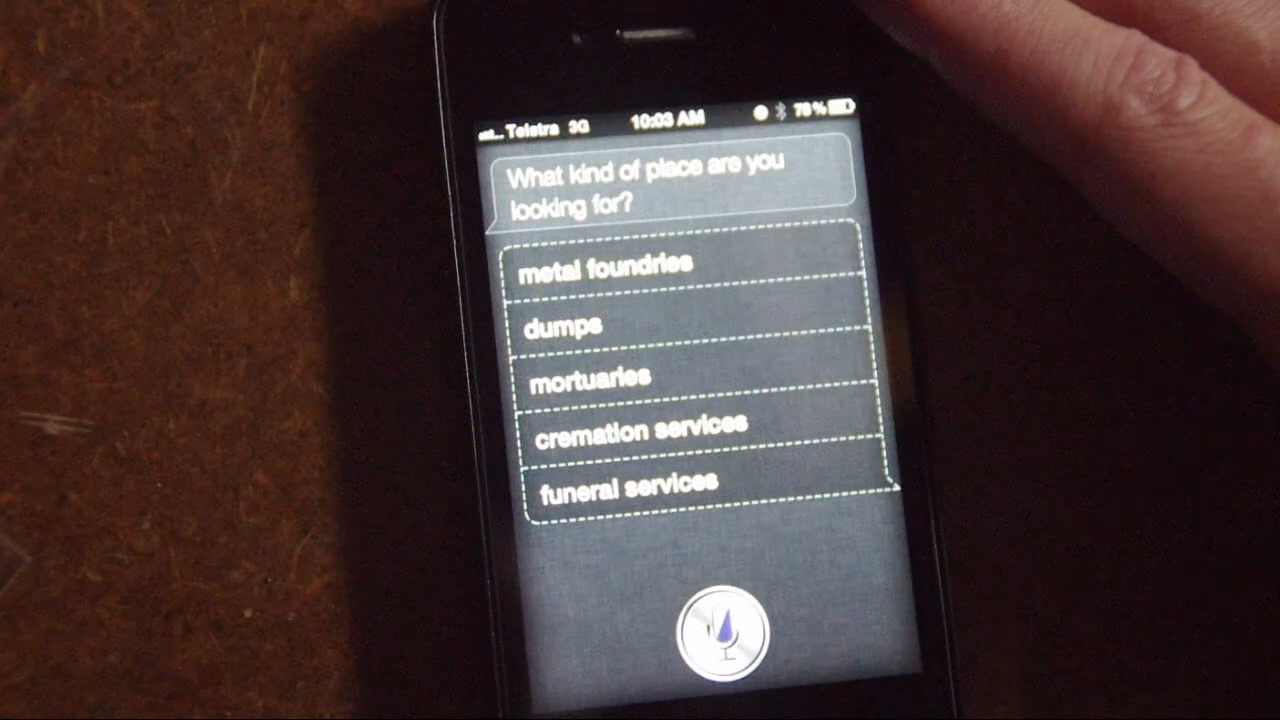 Telstra 3G 10:03 AM 78%
What kind of place are you
looking for?
metal foundries
dumps
mortuaries
cremation services
funeral services